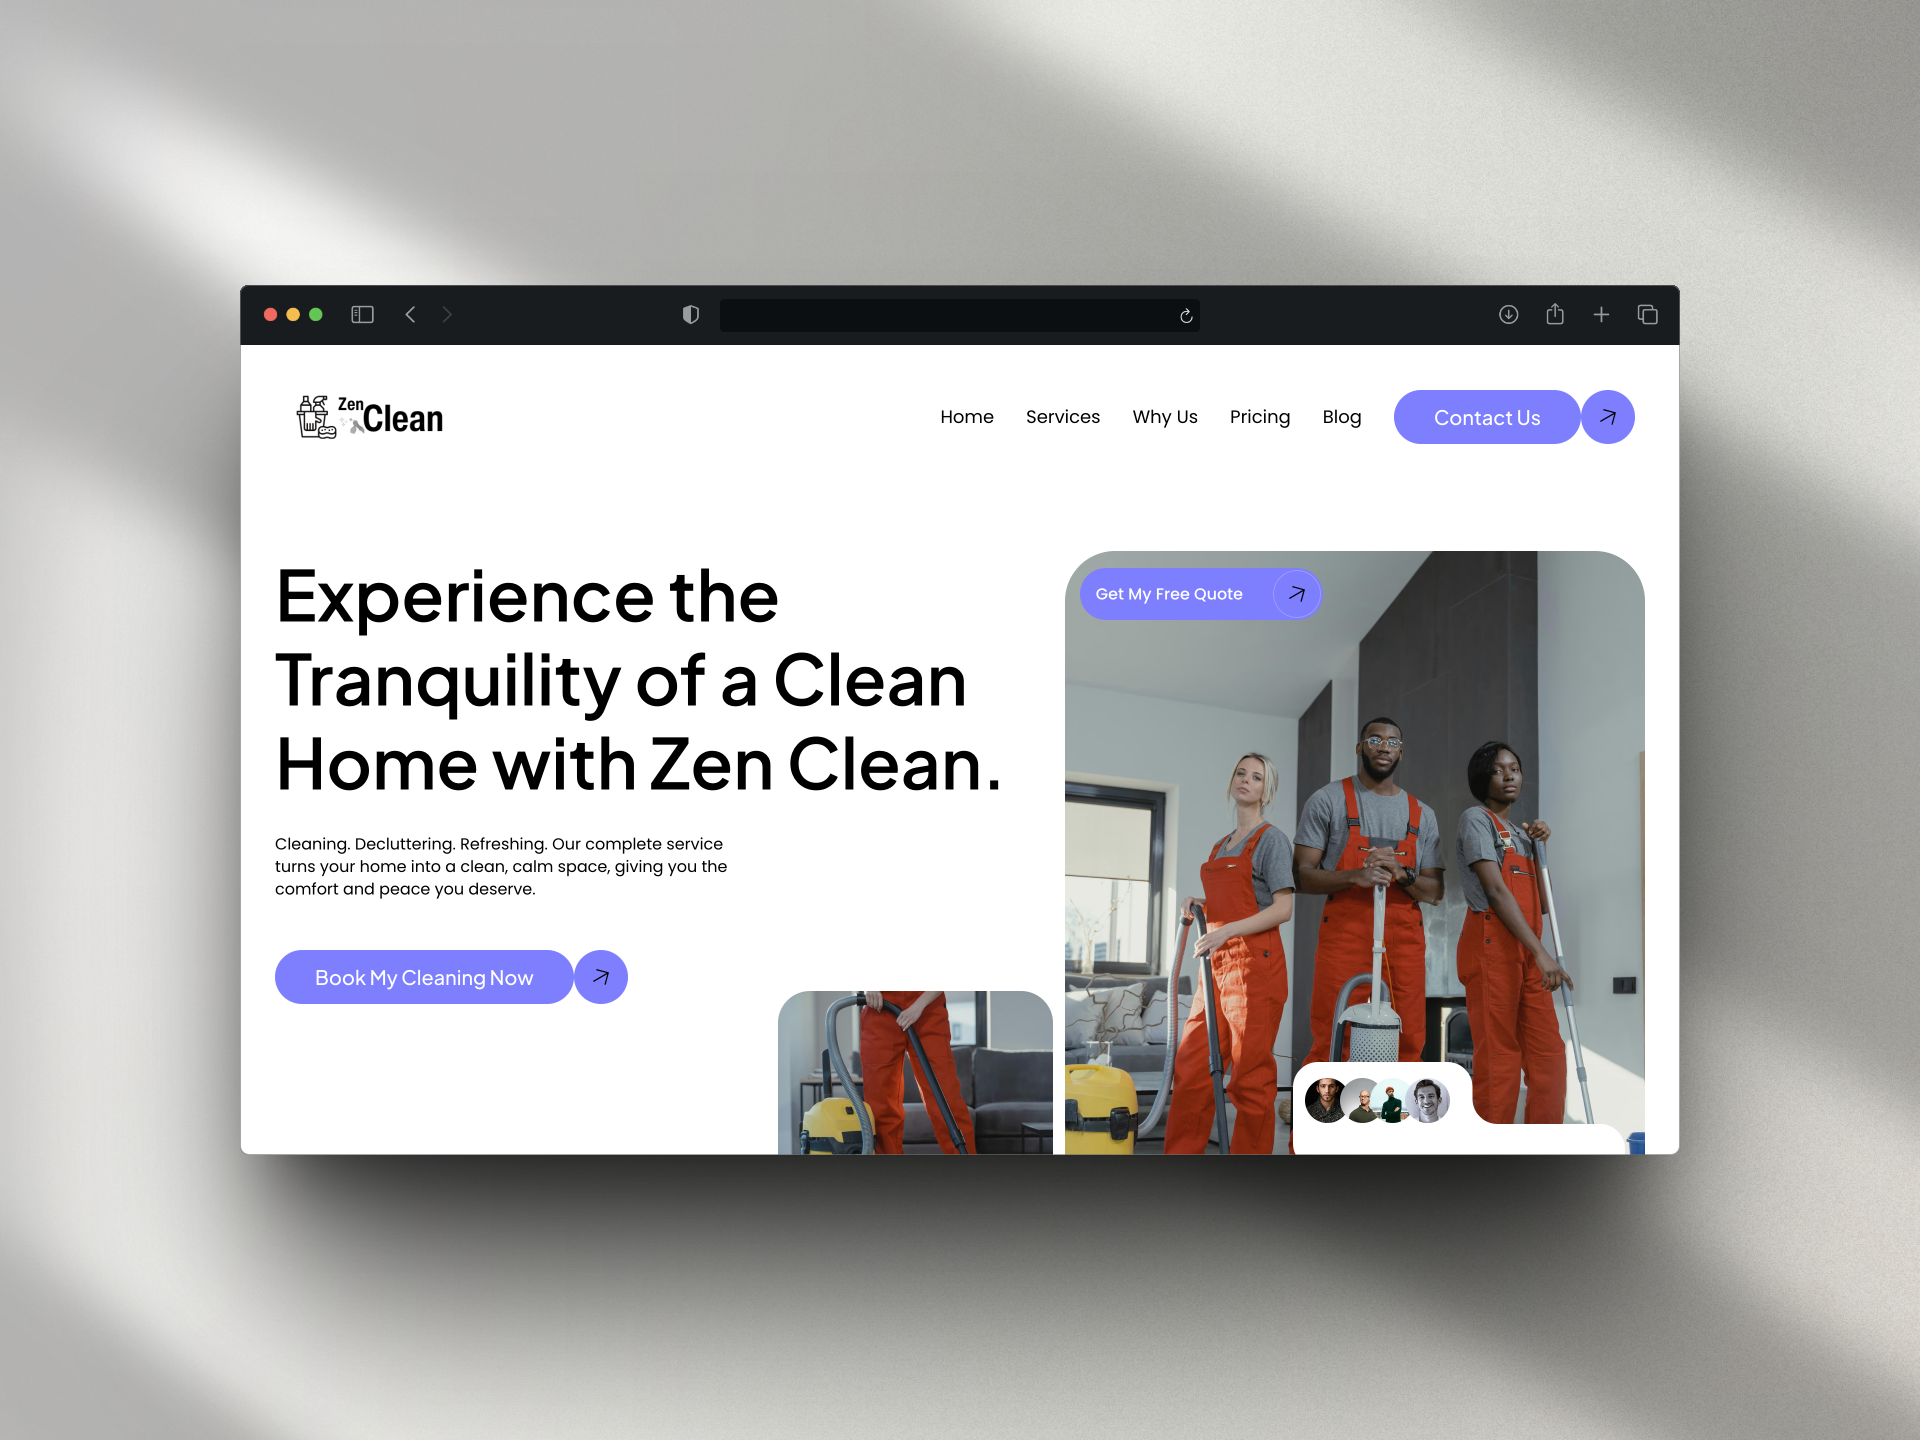 Zen
Clean
Home Services Why Us Pricing Blog Contact Us
Get My Free Quote
Experience the
Tranquility of a Clean
Home with Zen Clean.
Cleaning. Decluttering. Refreshing. Our complete service
turns your home into a clean, calm space, giving you the
comfort and peace you deserve.
Book My Cleaning Now